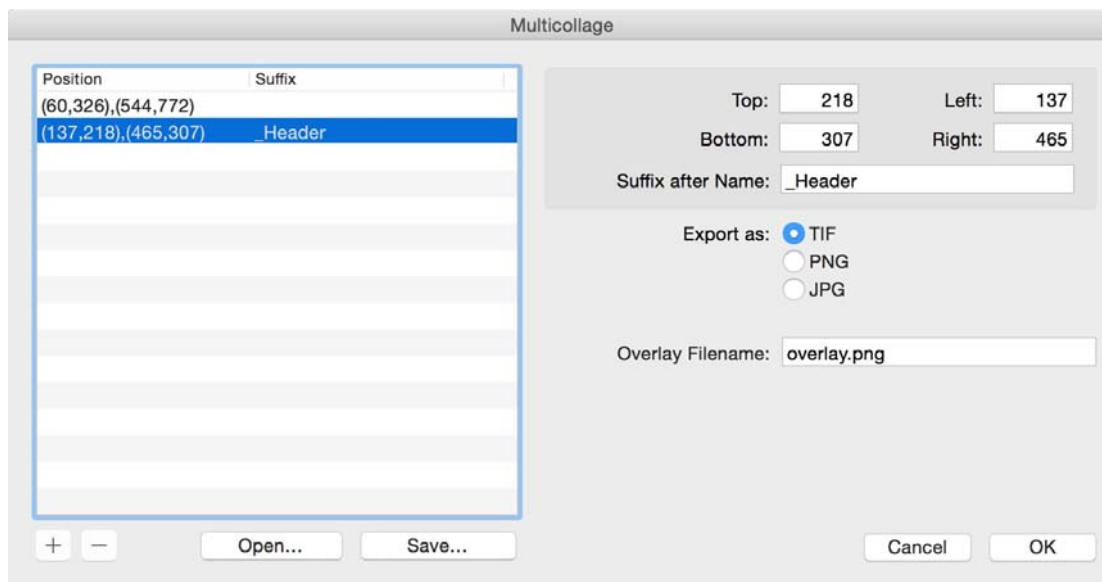 Multicollage
Position Suffix
(60,326),(544,772)
(137,218),(465,307) _Header
Top: 218 Left: 137
Bottom: 307 Right: 465
Suffix after Name: _Header
Export as: TIF
PNG
JPG
Overlay Filename: overlay.png
+ − Open... Save... Cancel OK